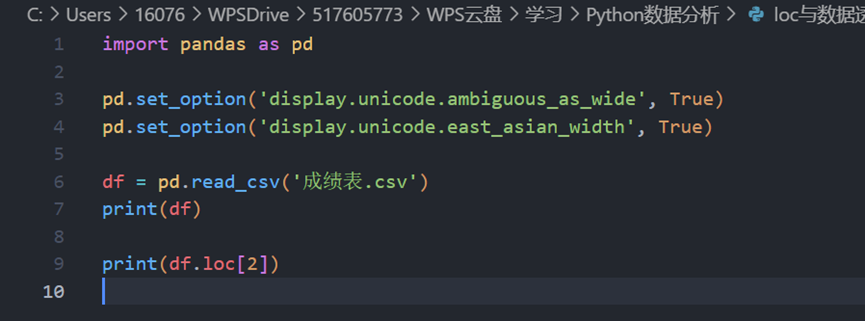 C: > Users > 16076 > WPSDrive > 517605773 > WPS云盘 > 学习 > Python数据分析 > loc与数据
1 import pandas as pd
2
3 pd.set_option('display.unicode.ambiguous_as_wide', True)
4 pd.set_option('display.unicode.east_asian_width', True)
5
6 df = pd.read_csv('成绩表.csv')
7 print(df)
8
9 print(df.loc[2])
10